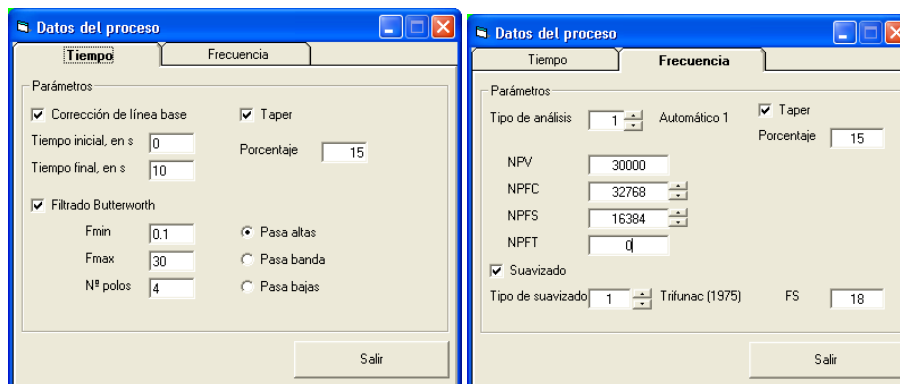 Datos del proceso
Tiempo Frecuencia
Parámetros
Corrección de línea base Taper
Tiempo inicial, en s 0
Porcentaje 15
Tiempo final, en s 10
Filtrado Butterworth
Fmin 0.1 Pasa altas
Fmax 30 Pasa banda
Nº polos 4 Pasa bajas
Salir
Datos del proceso
Tiempo Frecuencia
Parámetros
Tipo de análisis 1 Automático 1 Taper
Porcentaje 15
NPV 30000
NPFC 32768
NPFS 16384
NPFT 0
Suavizado
Tipo de suavizado 1 Trifunac (1975) FS 18
Salir